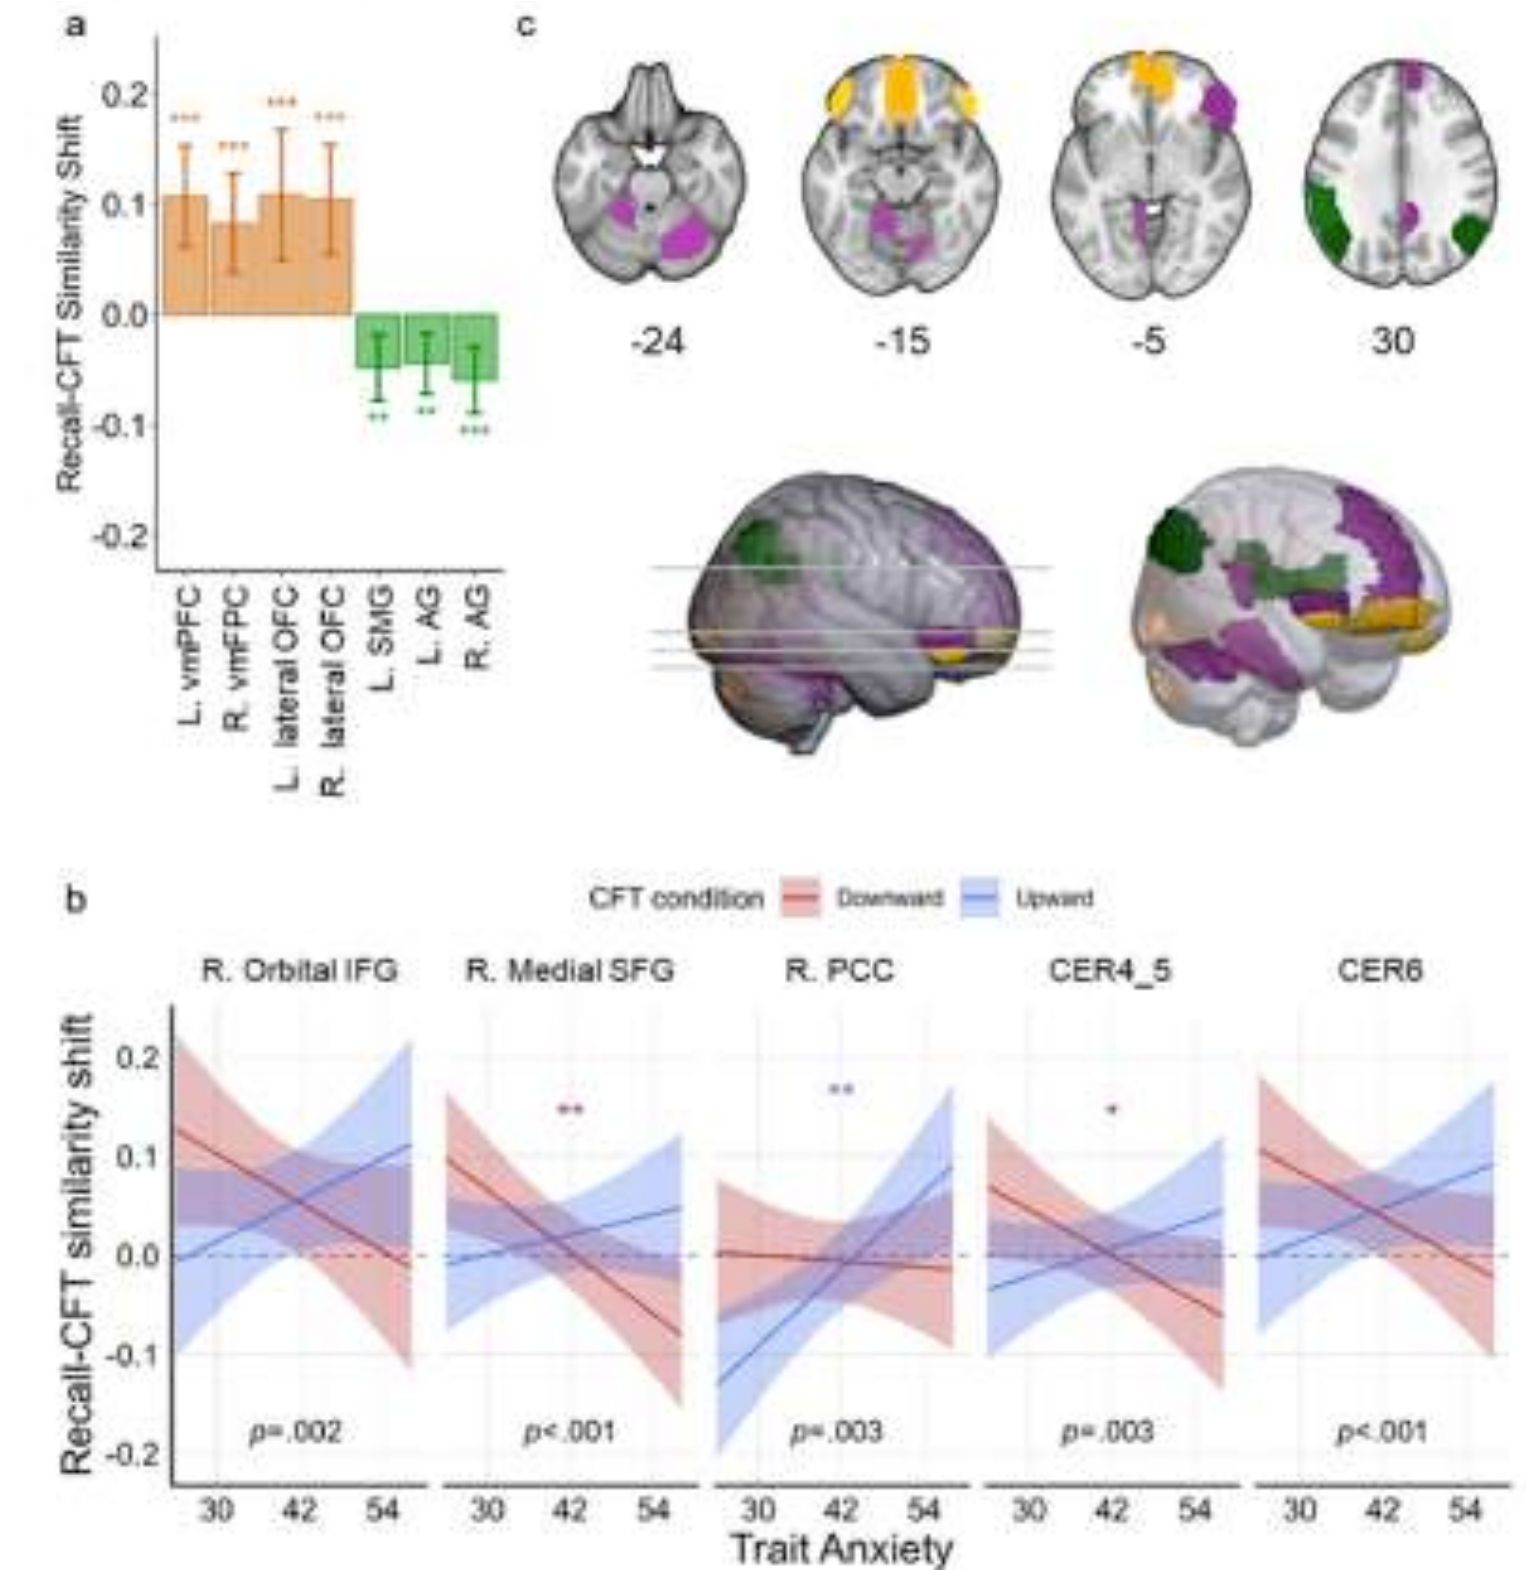 a
c
Recall-CFT Similarity Shift
0.2
0.1
0.0
-0.1
-0.2
***
***
***
***
**
**
***
L. vmPFC
R. vmFPC
L. lateral OFC
R. lateral OFC
L. SMG
L. AG
R. AG
-24
-15
-5
30
b
CFT condition
Downward
Upward
R. Orbital IFG
R. Medial SFG
R. PCC
CER4_5
CER6
Recall-CFT similarity shift
0.2
0.1
0.0
-0.1
-0.2
**
**
*
p=.002
p<.001
p=.003
p=.003
p<.001
30 42 54
30 42 54
30 42 54
30 42 54
30 42 54
Trait Anxiety